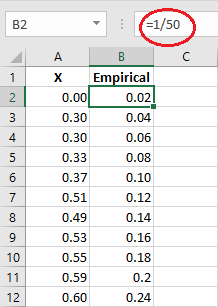 B2 =1/50
A B C
1 X Empirical
2 0.00 0.02
3 0.30 0.04
4 0.30 0.06
5 0.33 0.08
6 0.37 0.10
7 0.51 0.12
8 0.49 0.14
9 0.53 0.16
10 0.55 0.18
11 0.59 0.2
12 0.60 0.24